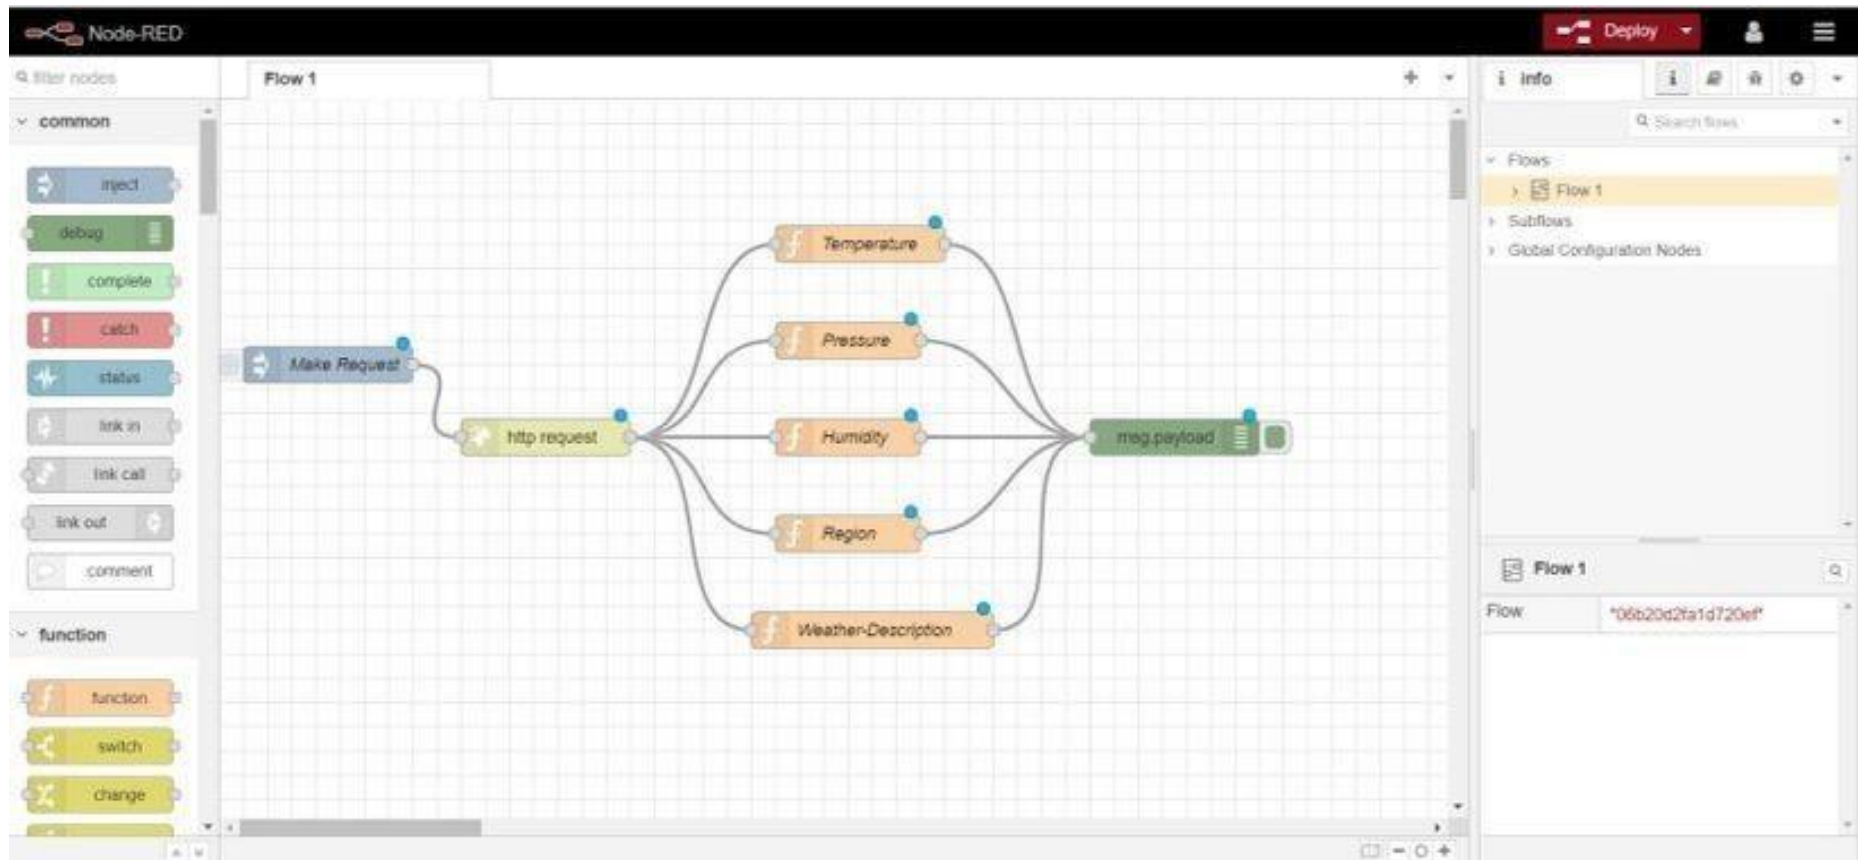 Node-RED
Deploy
filter nodes
Flow 1
i info
Search flows
common
inject
debug
complete
catch
status
link in
link call
link out
comment
function
function
switch
change
Make Request
http request
Temperature
Pressure
Humidity
Region
Weather-Description
msg.payload
Flows
Flow 1
Subflows
Global Configuration Nodes
Flow 1
Flow "06b20d2fa1d720ef"